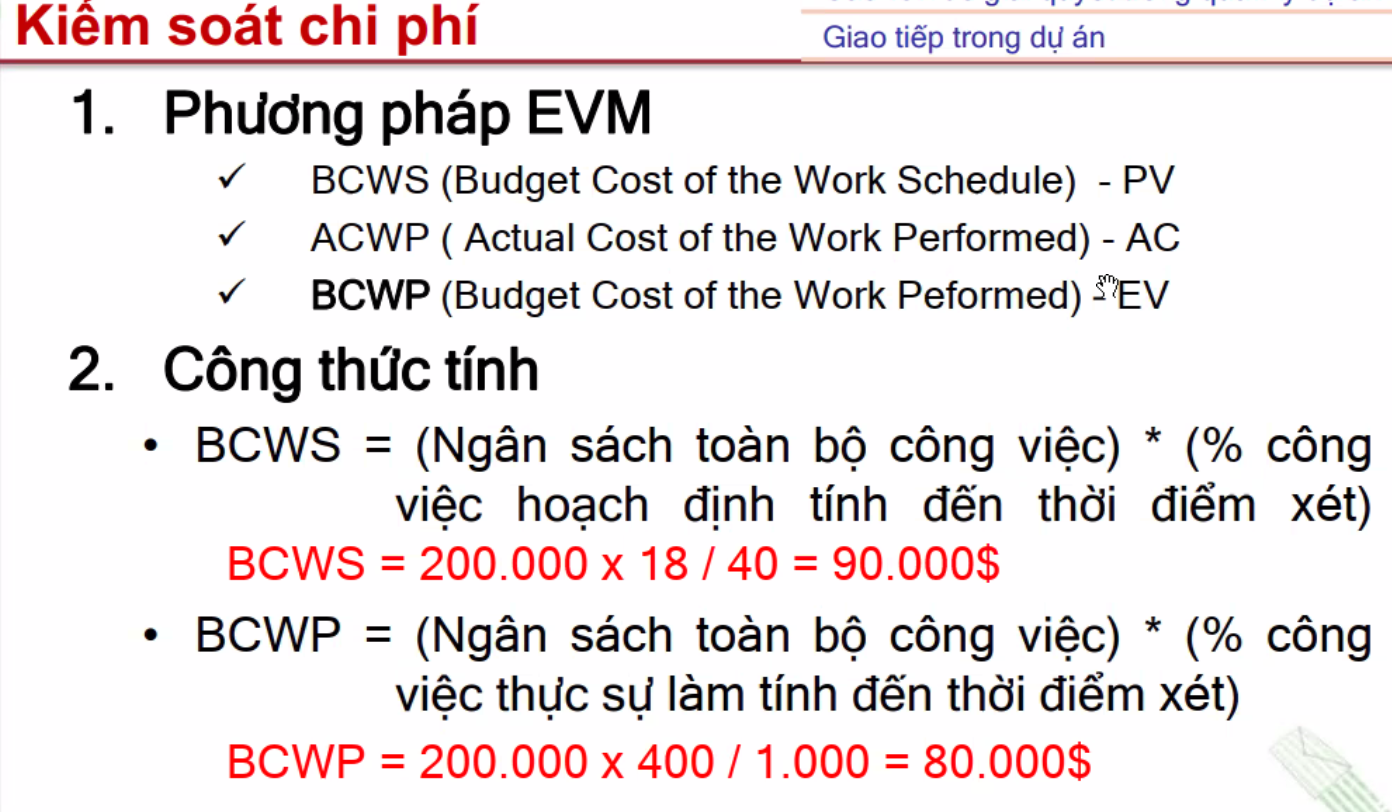 Kiểm soát chi phí
Giao tiếp trong dự án
1. Phương pháp EVM
✓ BCWS (Budget Cost of the Work Schedule) - PV
✓ ACWP ( Actual Cost of the Work Performed) - AC
✓ BCWP (Budget Cost of the Work Peformed) - EV
2. Công thức tính
• BCWS = (Ngân sách toàn bộ công việc) * (% công
việc hoạch định tính đến thời điểm xét)
BCWS = 200.000 x 18 / 40 = 90.000$
• BCWP = (Ngân sách toàn bộ công việc) * (% công
việc thực sự làm tính đến thời điểm xét)
BCWP = 200.000 x 400 / 1.000 = 80.000$